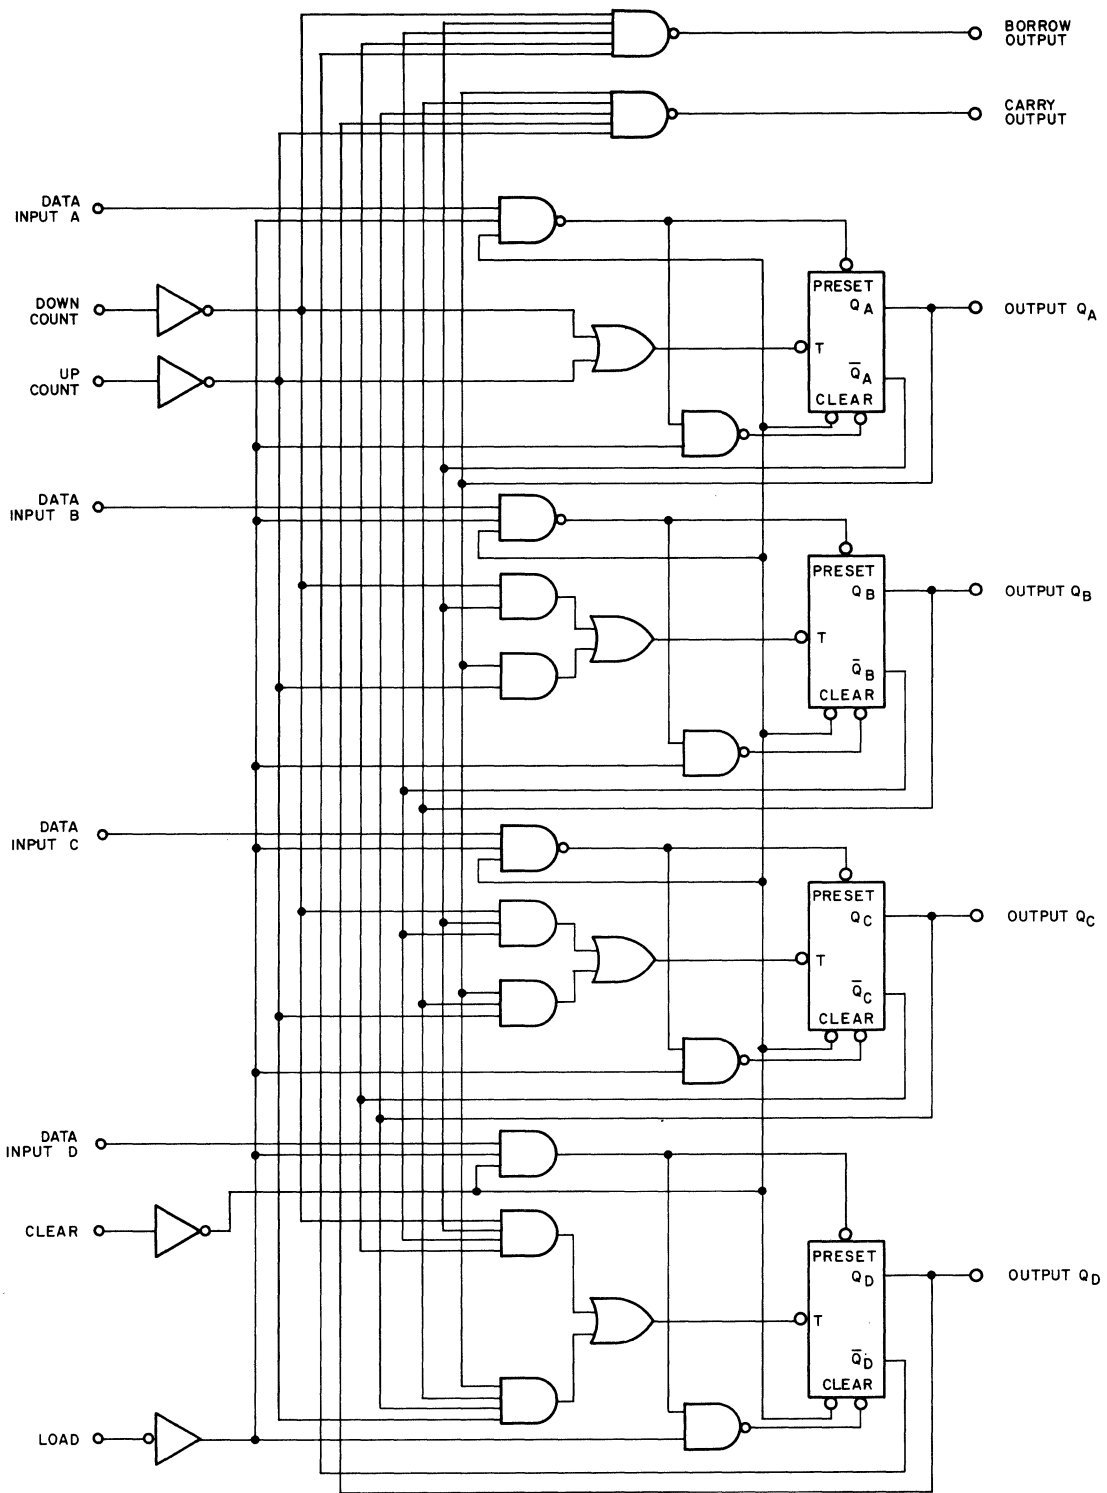 BORROW
OUTPUT
CARRY
OUTPUT
DATA
INPUT A
DOWN
COUNT
UP
COUNT
PRESET
QA
T
Q̅A
CLEAR
OUTPUT QA
DATA
INPUT B
PRESET
QB
T
Q̅B
CLEAR
OUTPUT QB
DATA
INPUT C
PRESET
QC
T
Q̅C
CLEAR
OUTPUT QC
DATA
INPUT D
CLEAR
PRESET
QD
T
Q̅D
CLEAR
OUTPUT QD
LOAD